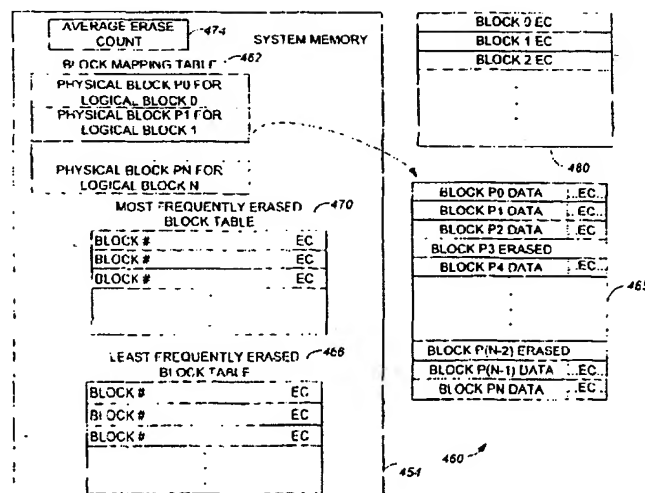 AVERAGE ERASE
COUNT
474
SYSTEM MEMORY
BLOCK MAPPING TABLE
462
PHYSICAL BLOCK P0 FOR
LOGICAL BLOCK 0
PHYSICAL BLOCK P1 FOR
LOGICAL BLOCK 1
PHYSICAL BLOCK PN FOR
LOGICAL BLOCK N
MOST FREQUENTLY ERASED
BLOCK TABLE
470
BLOCK # EC
BLOCK # EC
BLOCK # EC
LEAST FREQUENTLY ERASED
BLOCK TABLE
466
BLOCK # EC
BLOCK # EC
BLOCK # EC
454
BLOCK 0 EC
BLOCK 1 EC
BLOCK 2 EC
480
BLOCK P0 DATA EC
BLOCK P1 DATA EC
BLOCK P2 DATA EC
BLOCK P3 ERASED
BLOCK P4 DATA EC
465
BLOCK P(N-2) ERASED
BLOCK P(N-1) DATA EC
BLOCK PN DATA EC
460